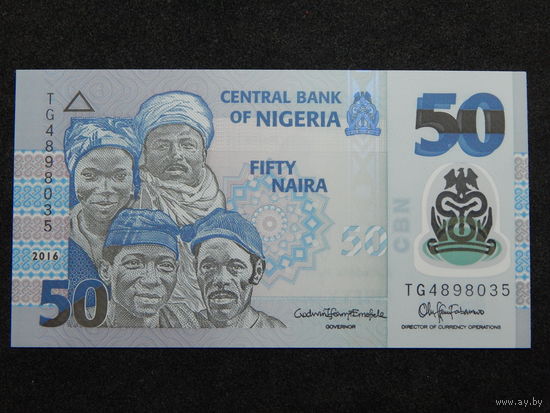 CENTRAL BANK
OF NIGERIA
50
TG4898035
FIFTY
NAIRA
50
CBN
2016
TG4898035
50
GOVERNOR
DIRECTOR OF CURRENCY OPERATIONS
www.ay.by